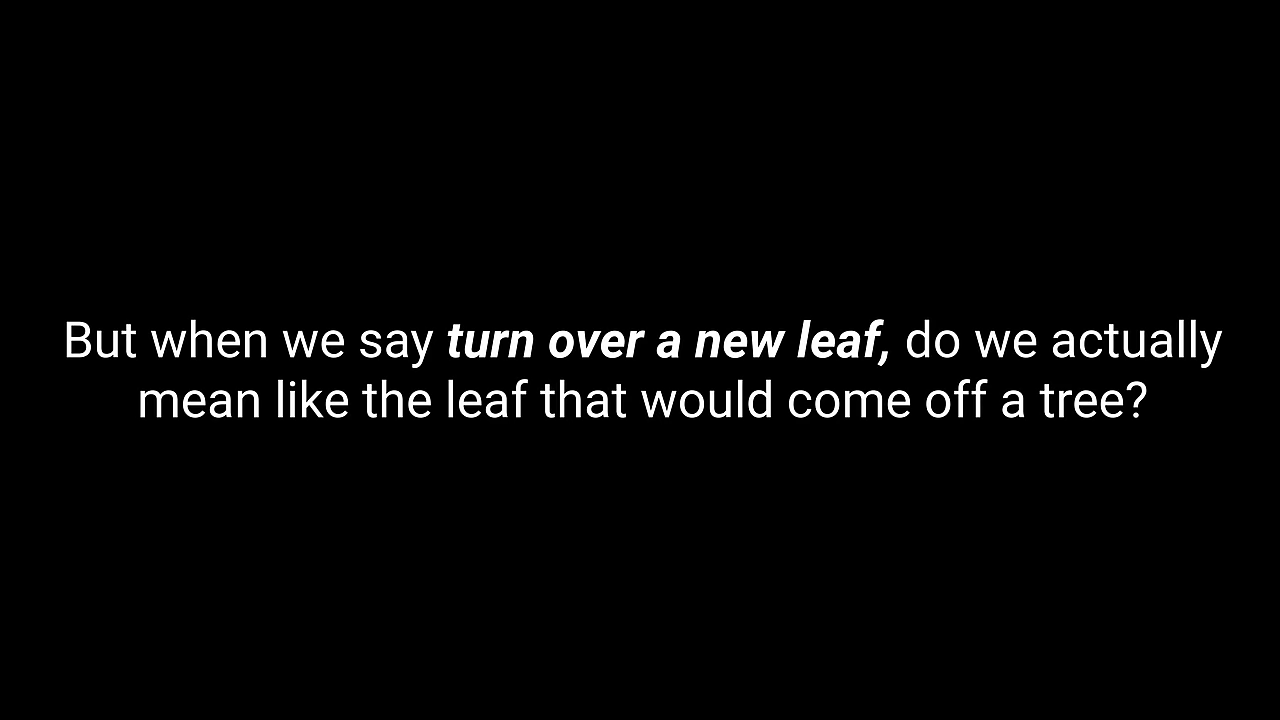 But when we say turn over a new leaf, do we actually
mean like the leaf that would come off a tree?